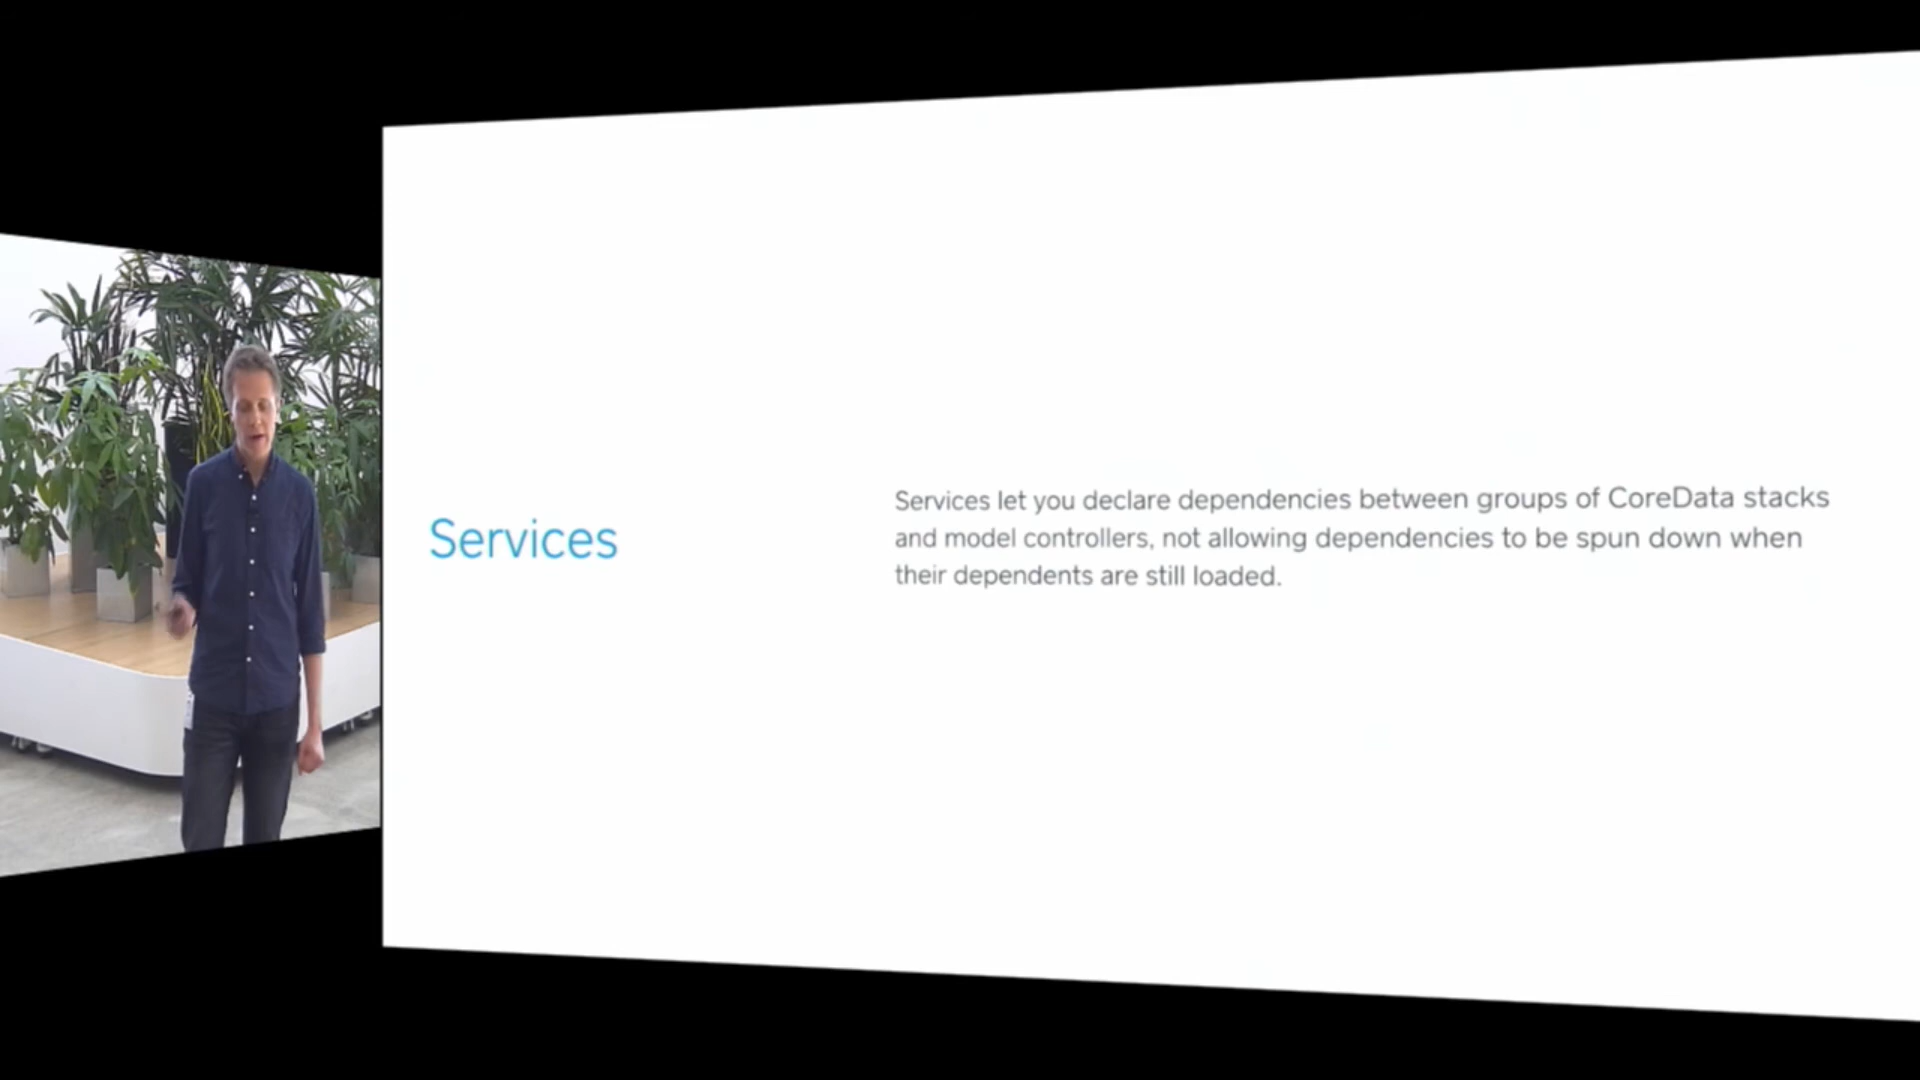 Services
Services let you declare dependencies between groups of CoreData stacks
and model controllers, not allowing dependencies to be spun down when
their dependents are still loaded.